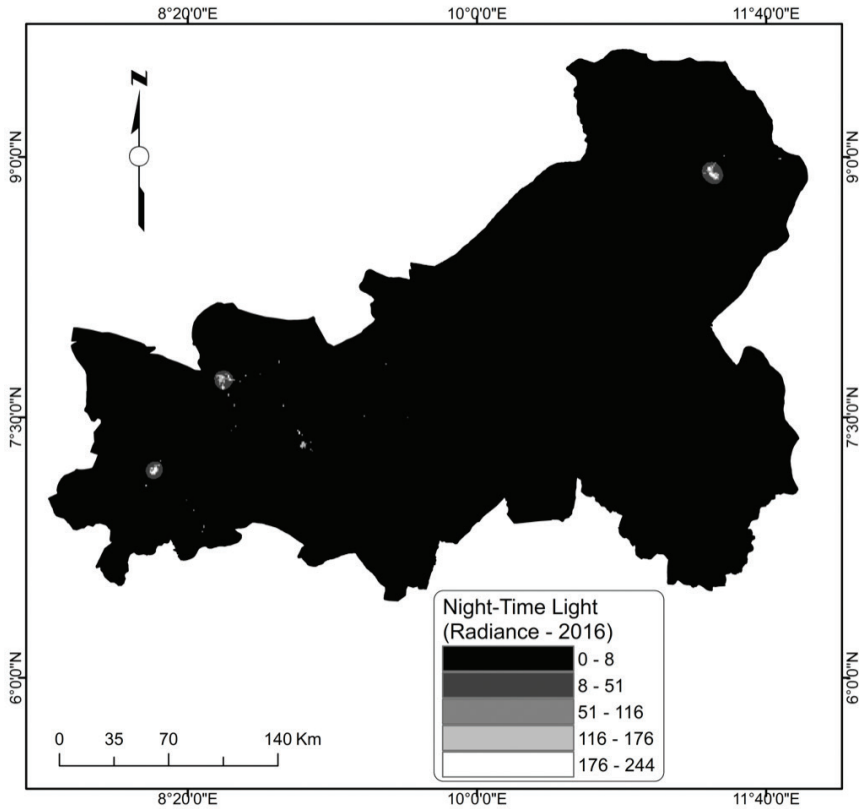 8°20'0"E 10°0'0"E 11°40'0"E
N
9°0'0"N 9°0'0"N
7°30'0"N 7°30'0"N
6°0'0"N 6°0'0"N
Night-Time Light
(Radiance - 2016)
0 - 8
8 - 51
51 - 116
116 - 176
176 - 244
0 35 70 140 Km
8°20'0"E 10°0'0"E 11°40'0"E